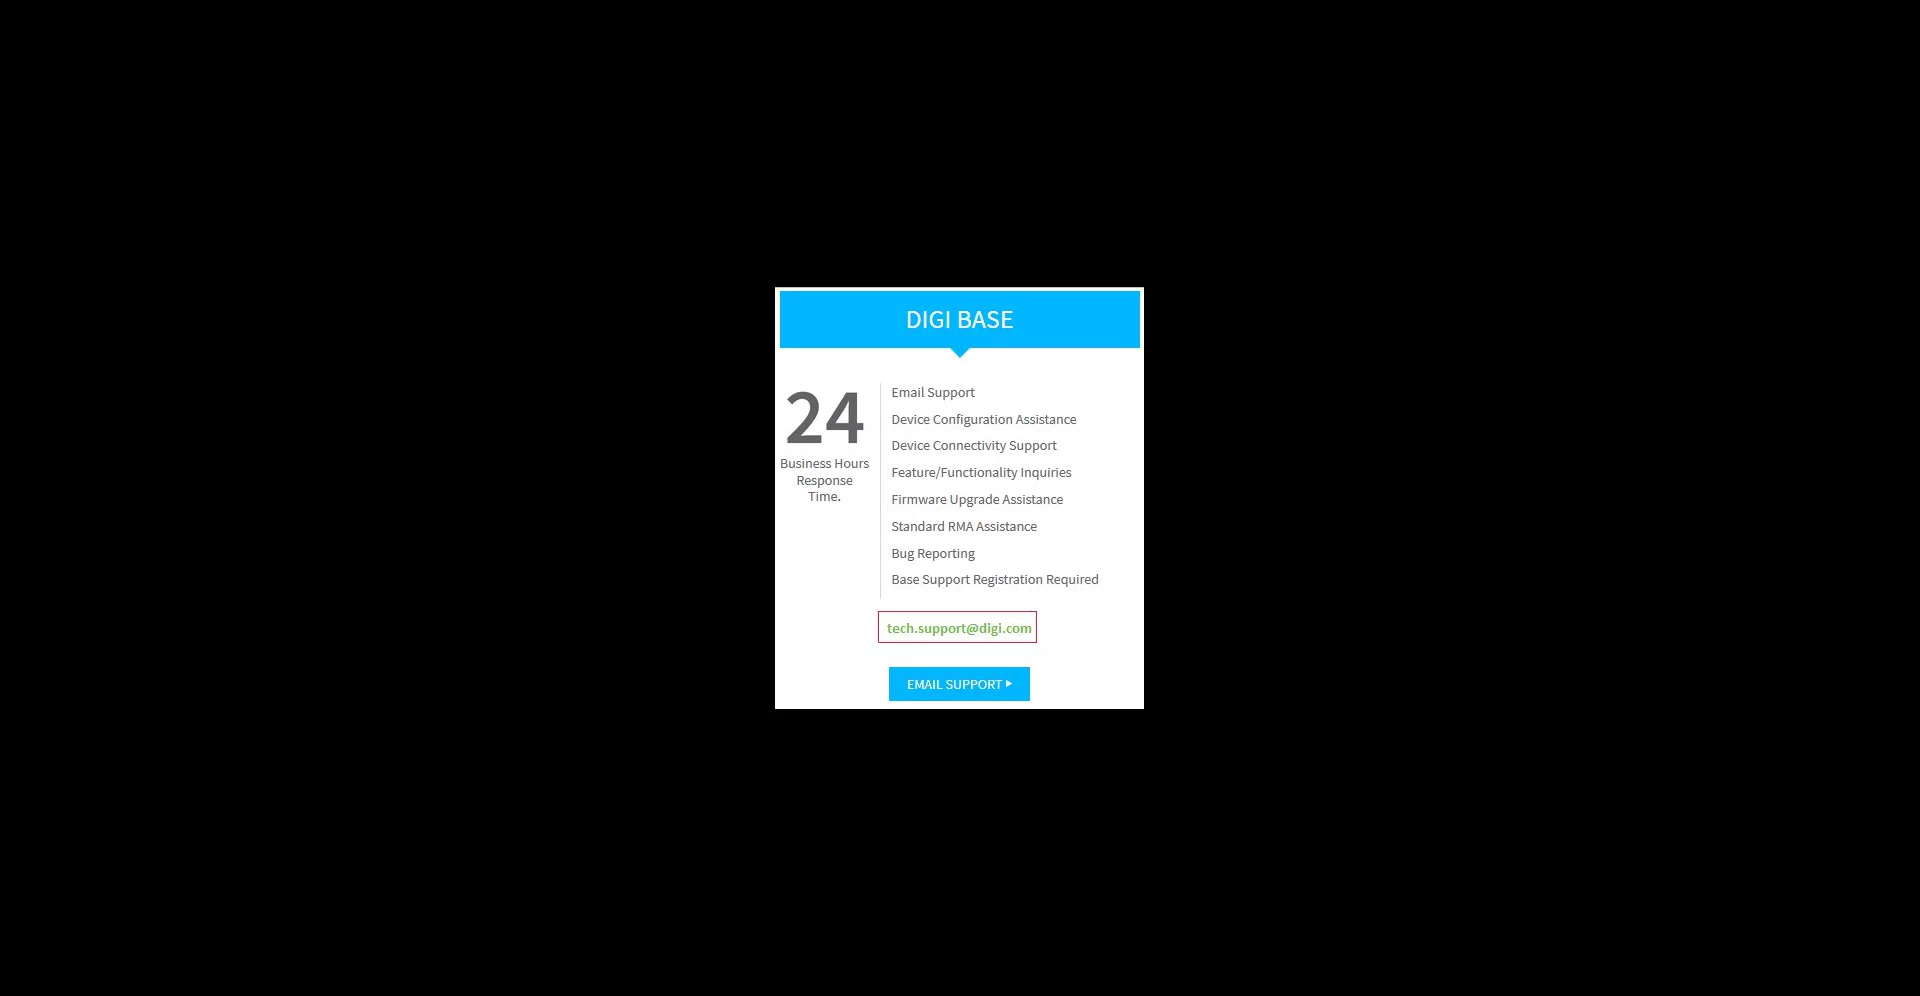 DIGI BASE
24
Business Hours
Response
Time.
Email Support
Device Configuration Assistance
Device Connectivity Support
Feature/Functionality Inquiries
Firmware Upgrade Assistance
Standard RMA Assistance
Bug Reporting
Base Support Registration Required
tech.support@digi.com
EMAIL SUPPORT